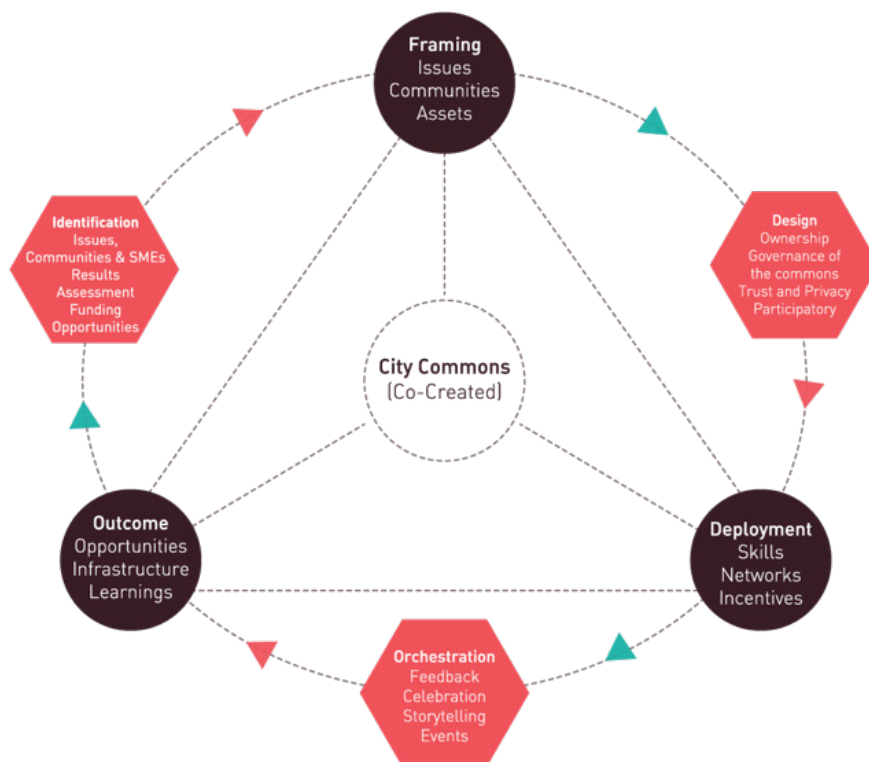 Framing
Issues
Communities
Assets
Identification
Issues,
Communities & SMEs
Results
Assessment
Funding
Opportunities
Design
Ownership
Governance of
the commons
Trust and Privacy
Participatory
City Commons
(Co-Created)
Outcome
Opportunities
Infrastructure
Learnings
Deployment
Skills
Networks
Incentives
Orchestration
Feedback
Celebration
Storytelling
Events